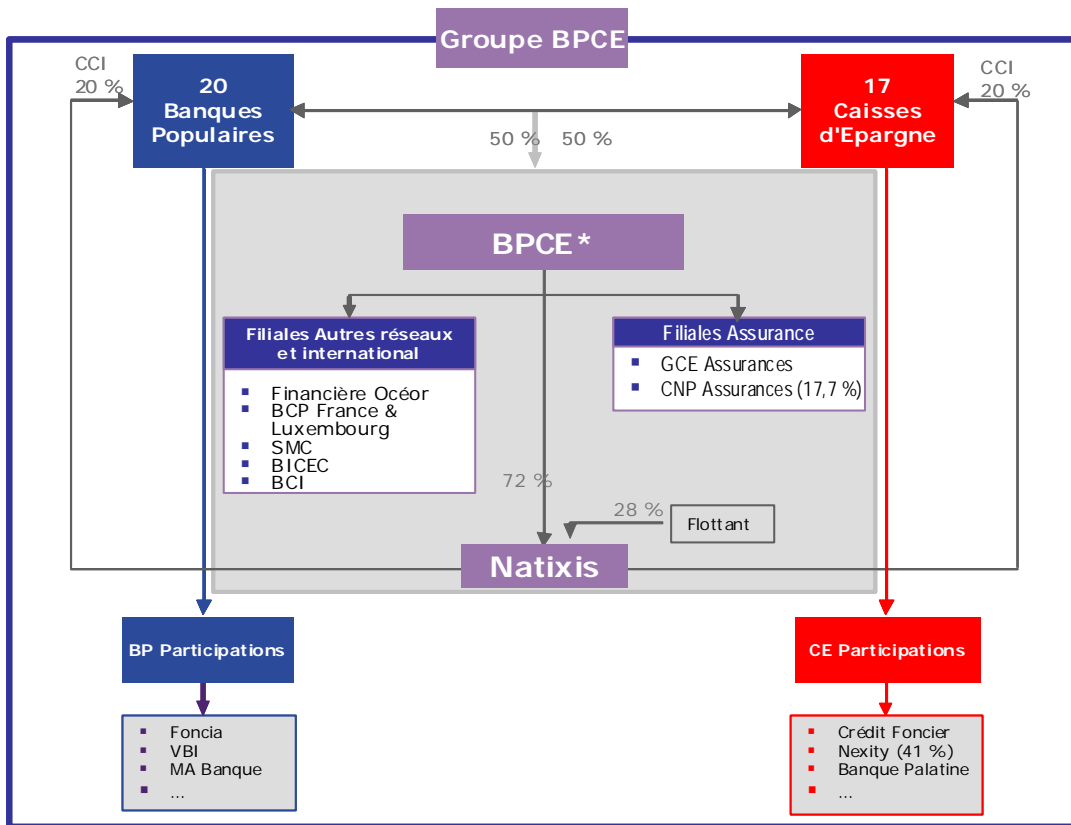 Groupe BPCE
CCI
20 %
20
Banques
Populaires
17
Caisses
d'Epargne
CCI
20 %
50 % 50 %
BPCE*
Filiales Autres réseaux
et international
Financière Océor
BCP France &
Luxembourg
SMC
BICEC
BCI
Filiales Assurance
GCE Assurances
CNP Assurances (17,7 %)
72 %
28 %
Flottant
Natixis
BP Participations
CE Participations
Foncia
VBI
MA Banque
...
Crédit Foncier
Nexity (41 %)
Banque Palatine
...